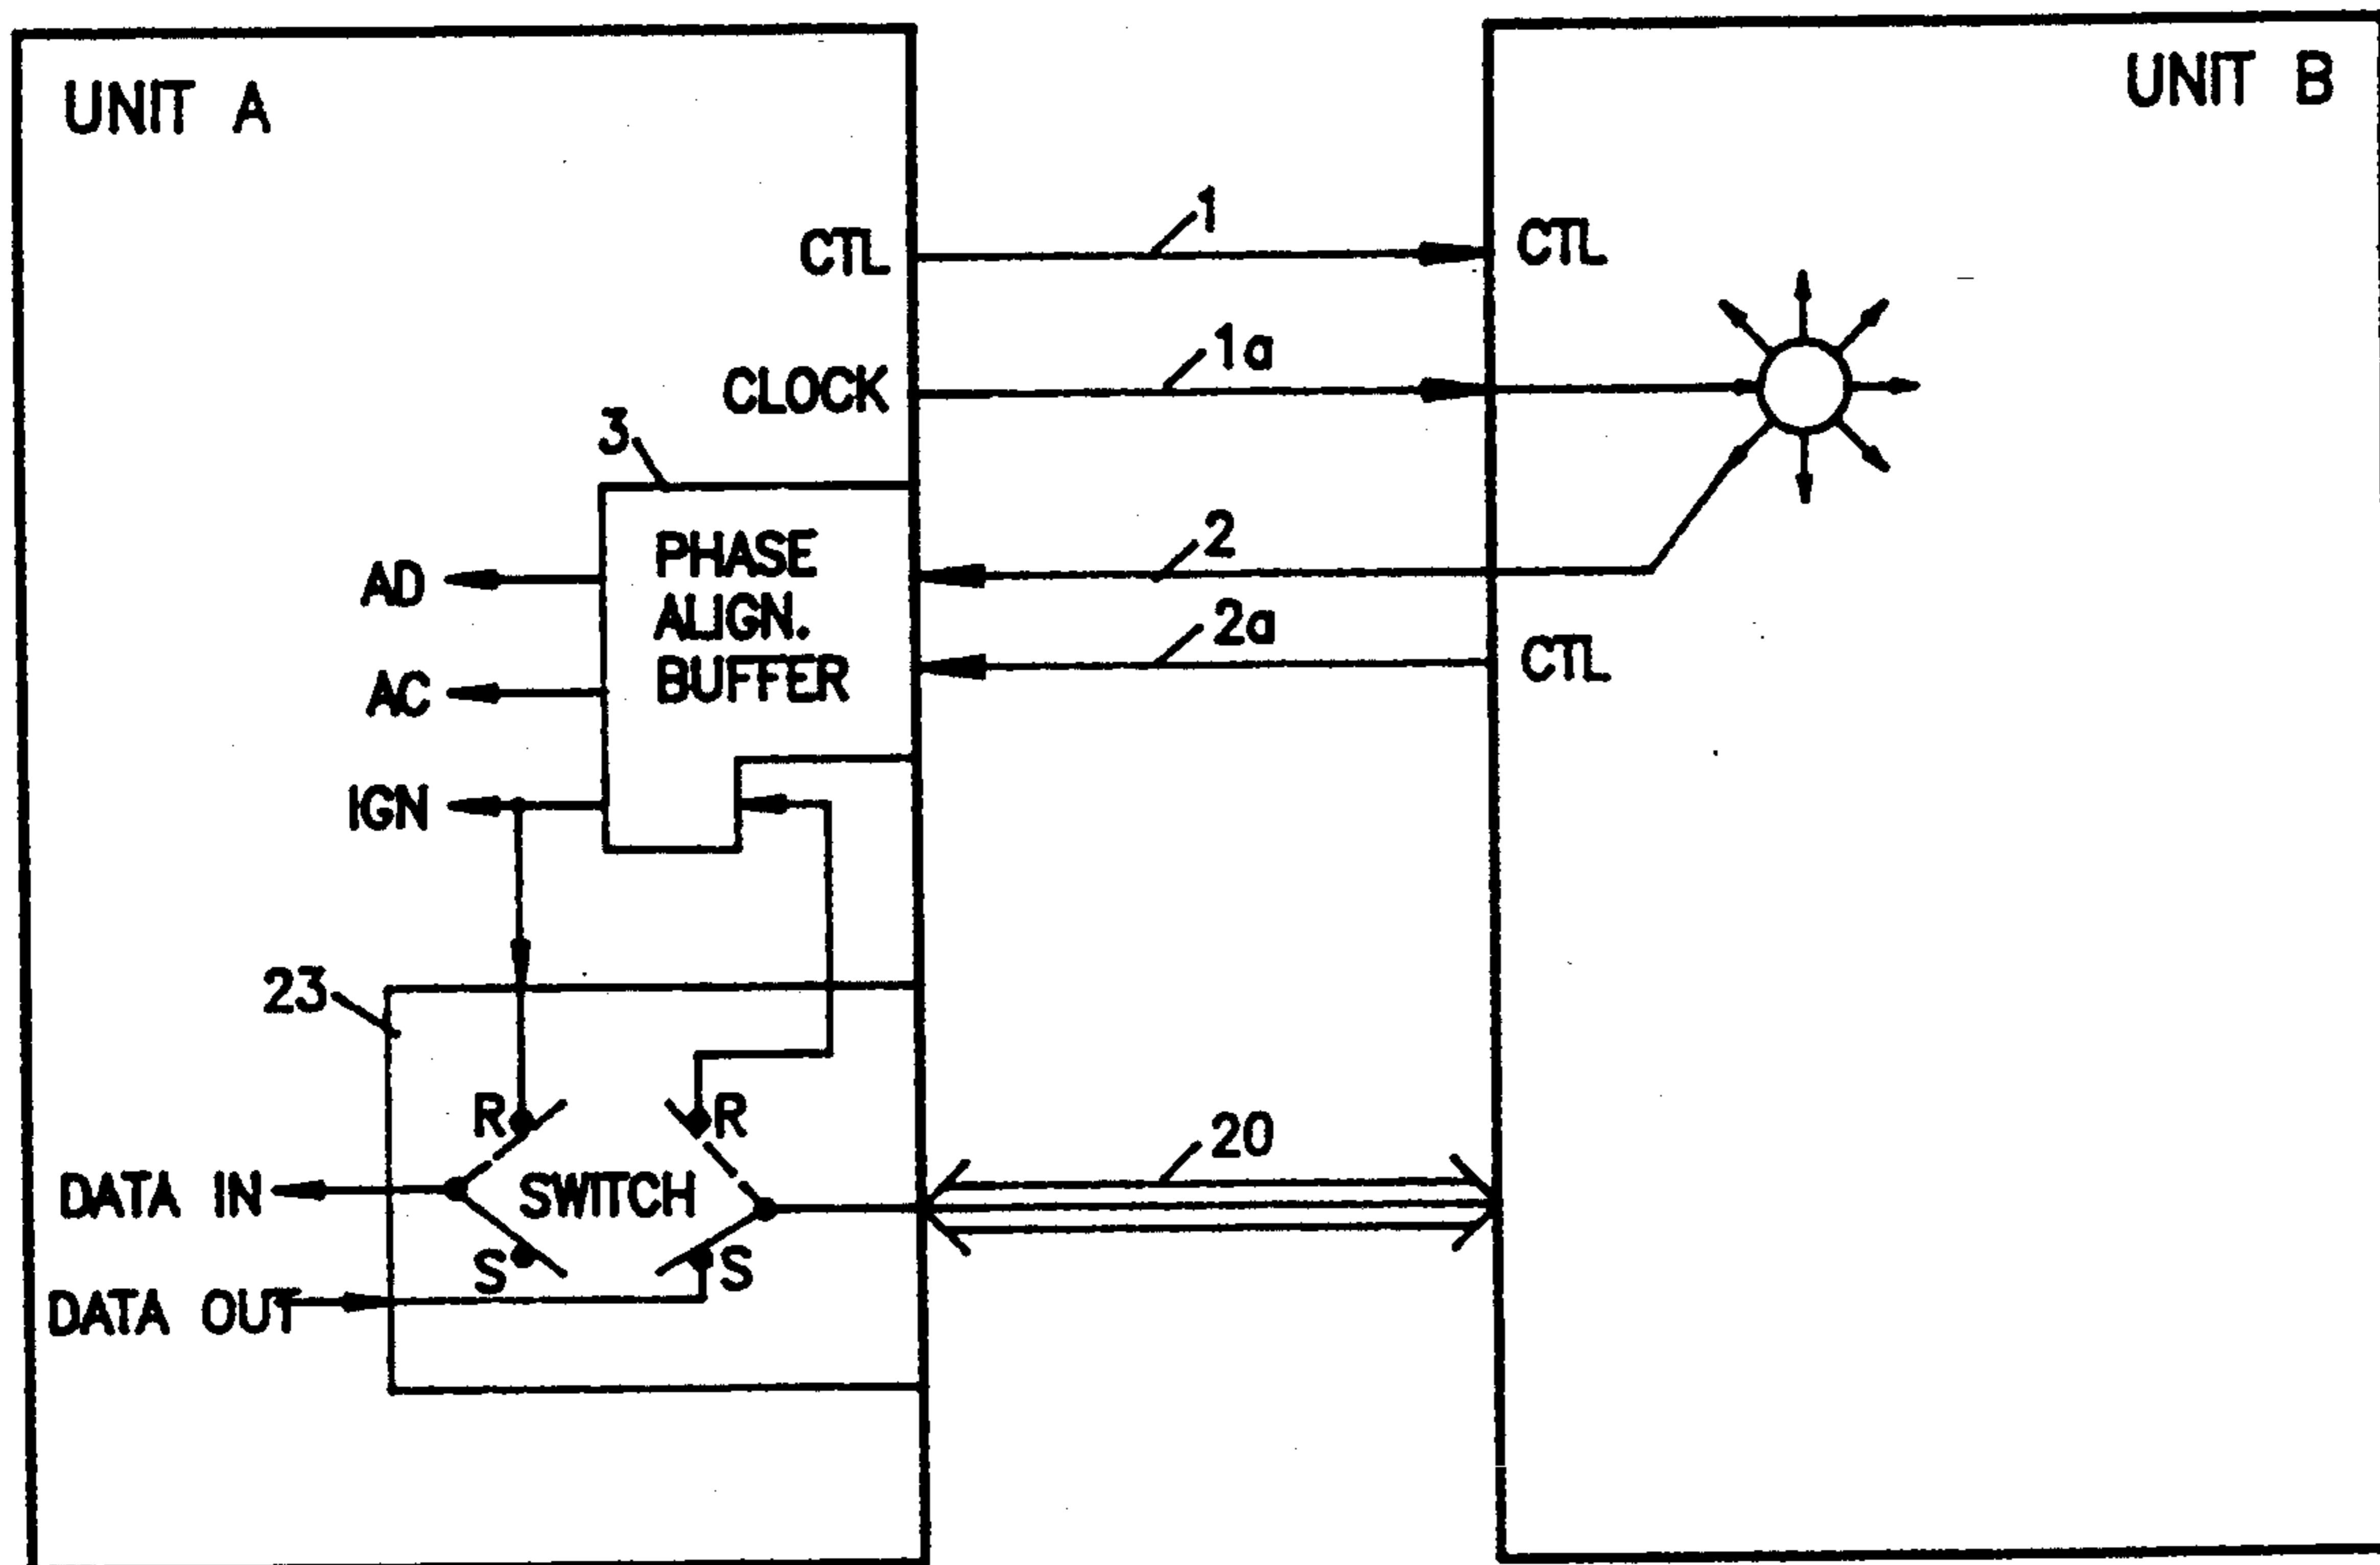 UNIT A
UNIT B
1
CTL
CTL
1a
CLOCK
3
PHASE
ALIGN.
BUFFER
2
AD
2a
CTL
AC
IGN
23
R
R
20
DATA IN
SWITCH
S
S
DATA OUT